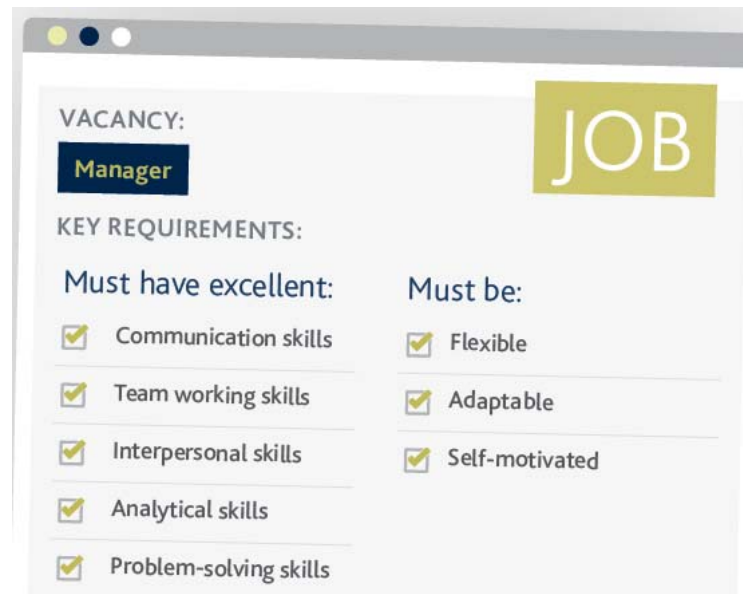 VACANCY:
JOB
Manager
KEY REQUIREMENTS:
Must have excellent:
Communication skills
Team working skills
Interpersonal skills
Analytical skills
Problem-solving skills
Must be:
Flexible
Adaptable
Self-motivated